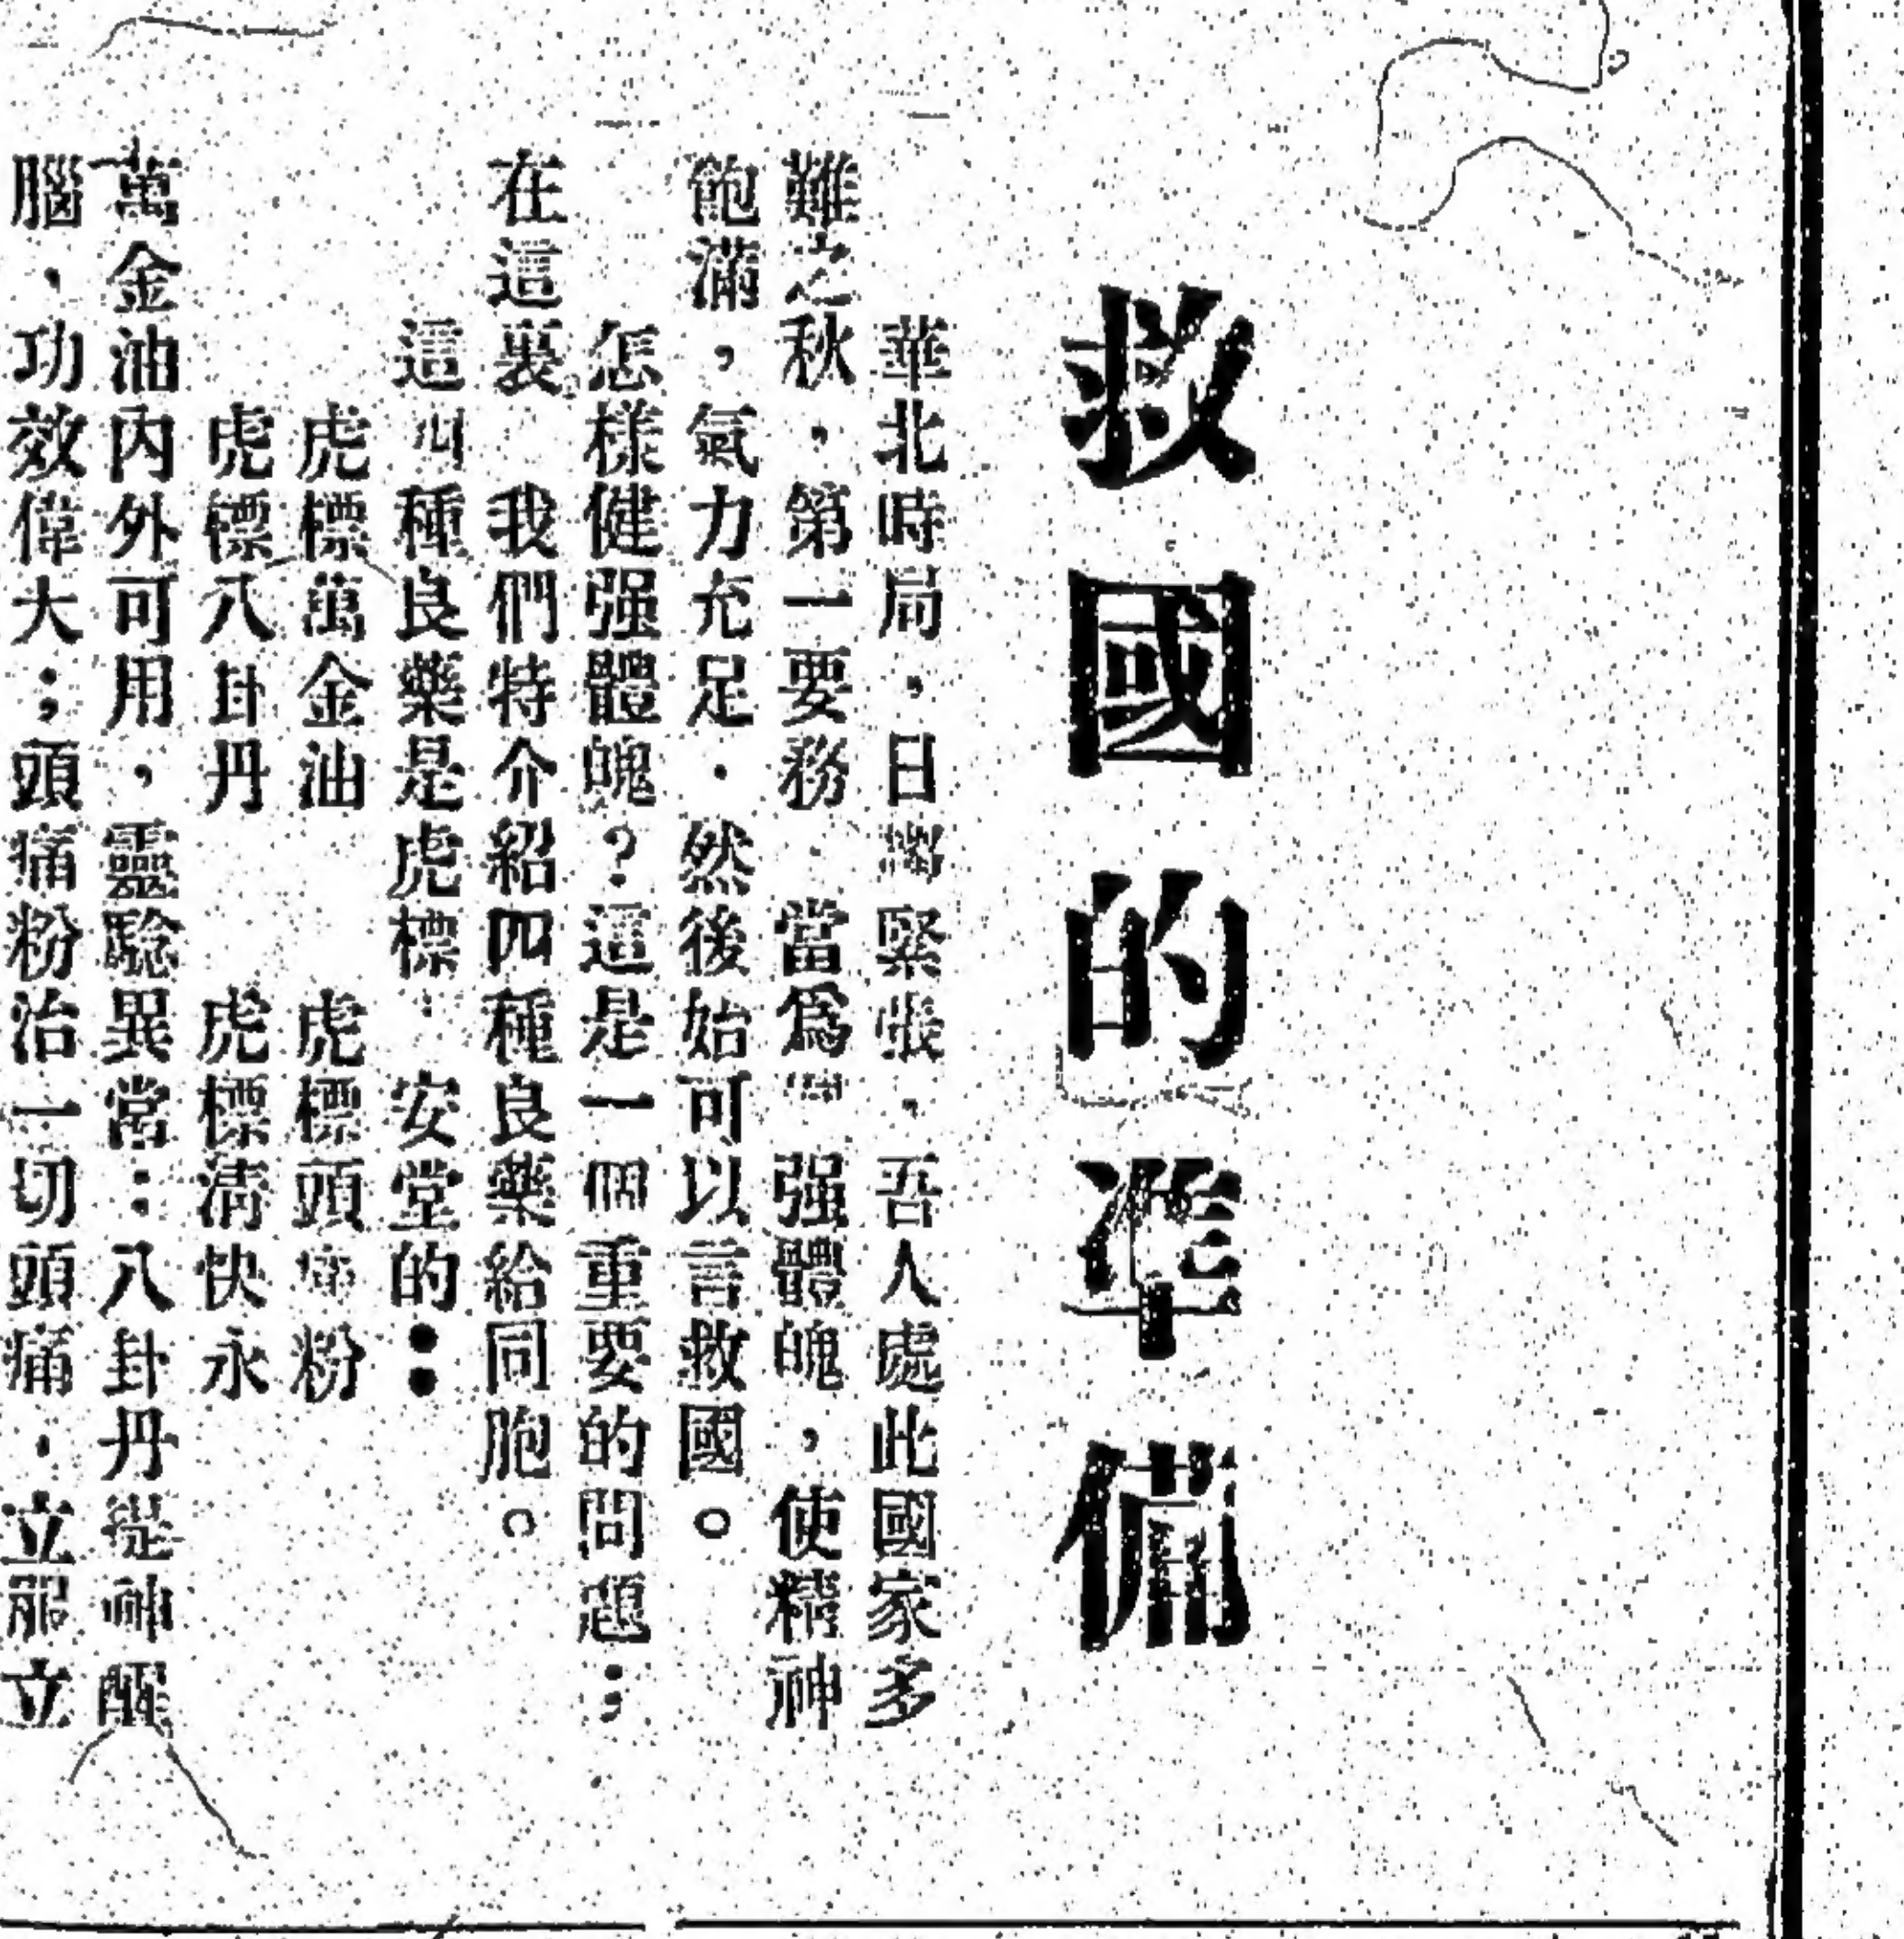 救國的準備
華北時局，日 緊張，吾人處此國家多
難之秋，第一要務 當爲 强體魄，使精神
飽滿，氣力充足，然後始可以言救國。
怎樣健强體魄？這是一個重要的問題；
在這裏 我們特介紹四種良藥給同胞。
這四種良藥是虎標 安堂的：
虎標萬金油 虎標頭痛粉
虎標八卦丹 虎標清快永
萬金油內外可用，靈驗異常：八卦丹提神醒
腦，功效偉大；頭痛粉治一切頭痛，立服立